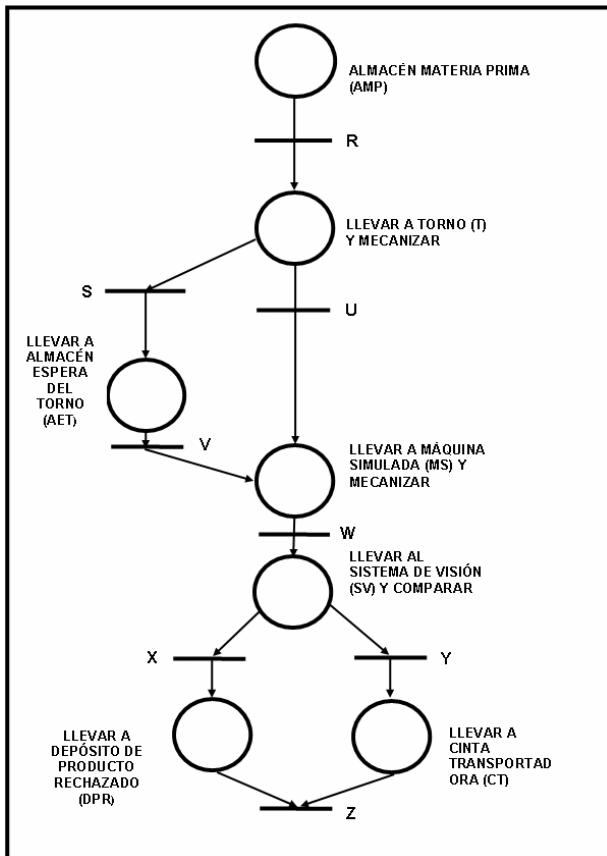 ALMACÉN MATERIA PRIMA
(AMP)
R
LLEVAR A TORNO (T)
Y MECANIZAR
S
U
LLEVAR A
ALMACÉN
ESPERA
DEL
TORNO
(AET)
V
LLEVAR A MÁQUINA
SIMULADA (MS) Y
MECANIZAR
W
LLEVAR AL
SISTEMA DE VISIÓN
(SV) Y COMPARAR
X
Y
LLEVAR A
DEPÓSITO DE
PRODUCTO
RECHAZADO
(DPR)
LLEVAR A
CINTA
TRANSPORTAD
ORA (CT)
Z